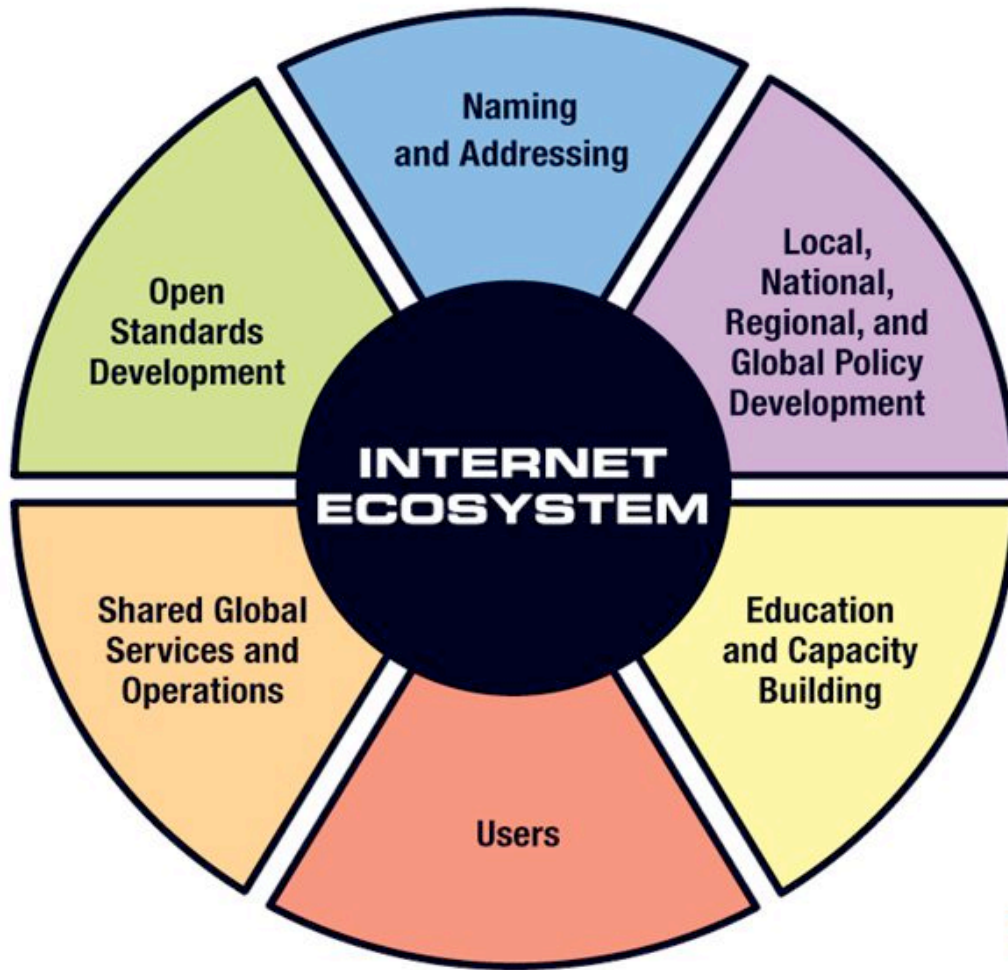 Naming
and Addressing
Local,
National,
Regional, and
Global Policy
Development
Open
Standards
Development
INTERNET
ECOSYSTEM
Shared Global
Services and
Operations
Education
and Capacity
Building
Users